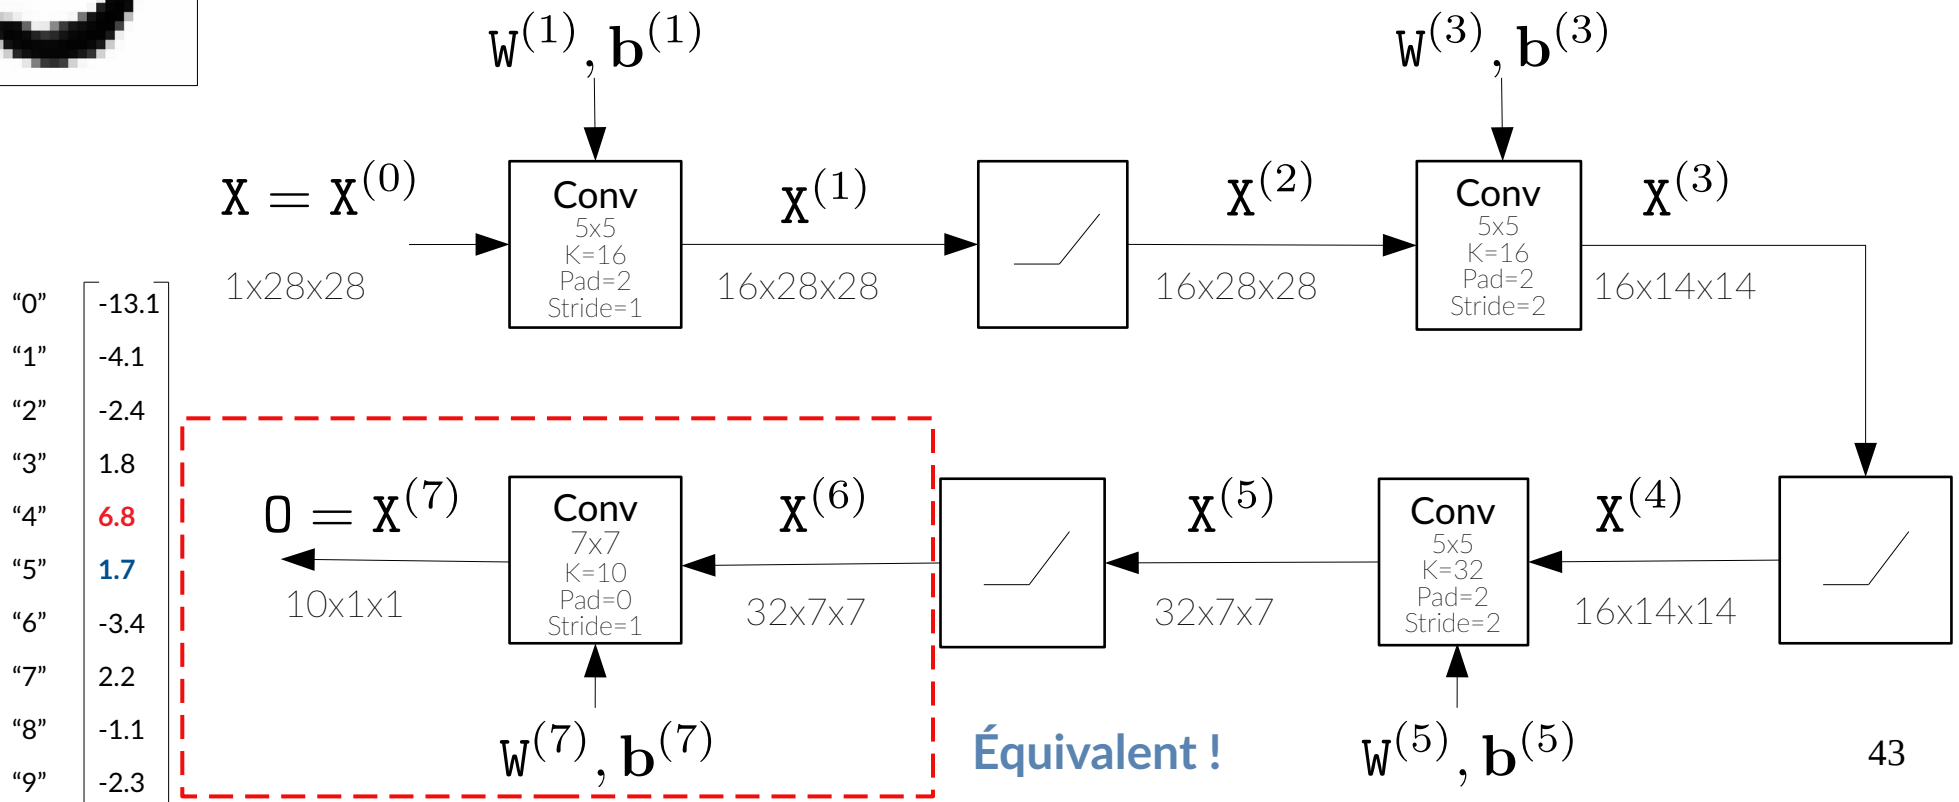 W^(1), b^(1)
W^(3), b^(3)
X = X^(0)
1x28x28
Conv
5x5
K=16
Pad=2
Stride=1
X^(1)
16x28x28
X^(2)
16x28x28
Conv
5x5
K=16
Pad=2
Stride=2
X^(3)
16x14x14
“0” -13.1
“1” -4.1
“2” -2.4
“3” 1.8
“4” 6.8
“5” 1.7
“6” -3.4
“7” 2.2
“8” -1.1
“9” -2.3
O = X^(7)
10x1x1
Conv
7x7
K=10
Pad=0
Stride=1
X^(6)
32x7x7
X^(5)
32x7x7
Conv
5x5
K=32
Pad=2
Stride=2
X^(4)
16x14x14
W^(7), b^(7)
Équivalent !
W^(5), b^(5)
43